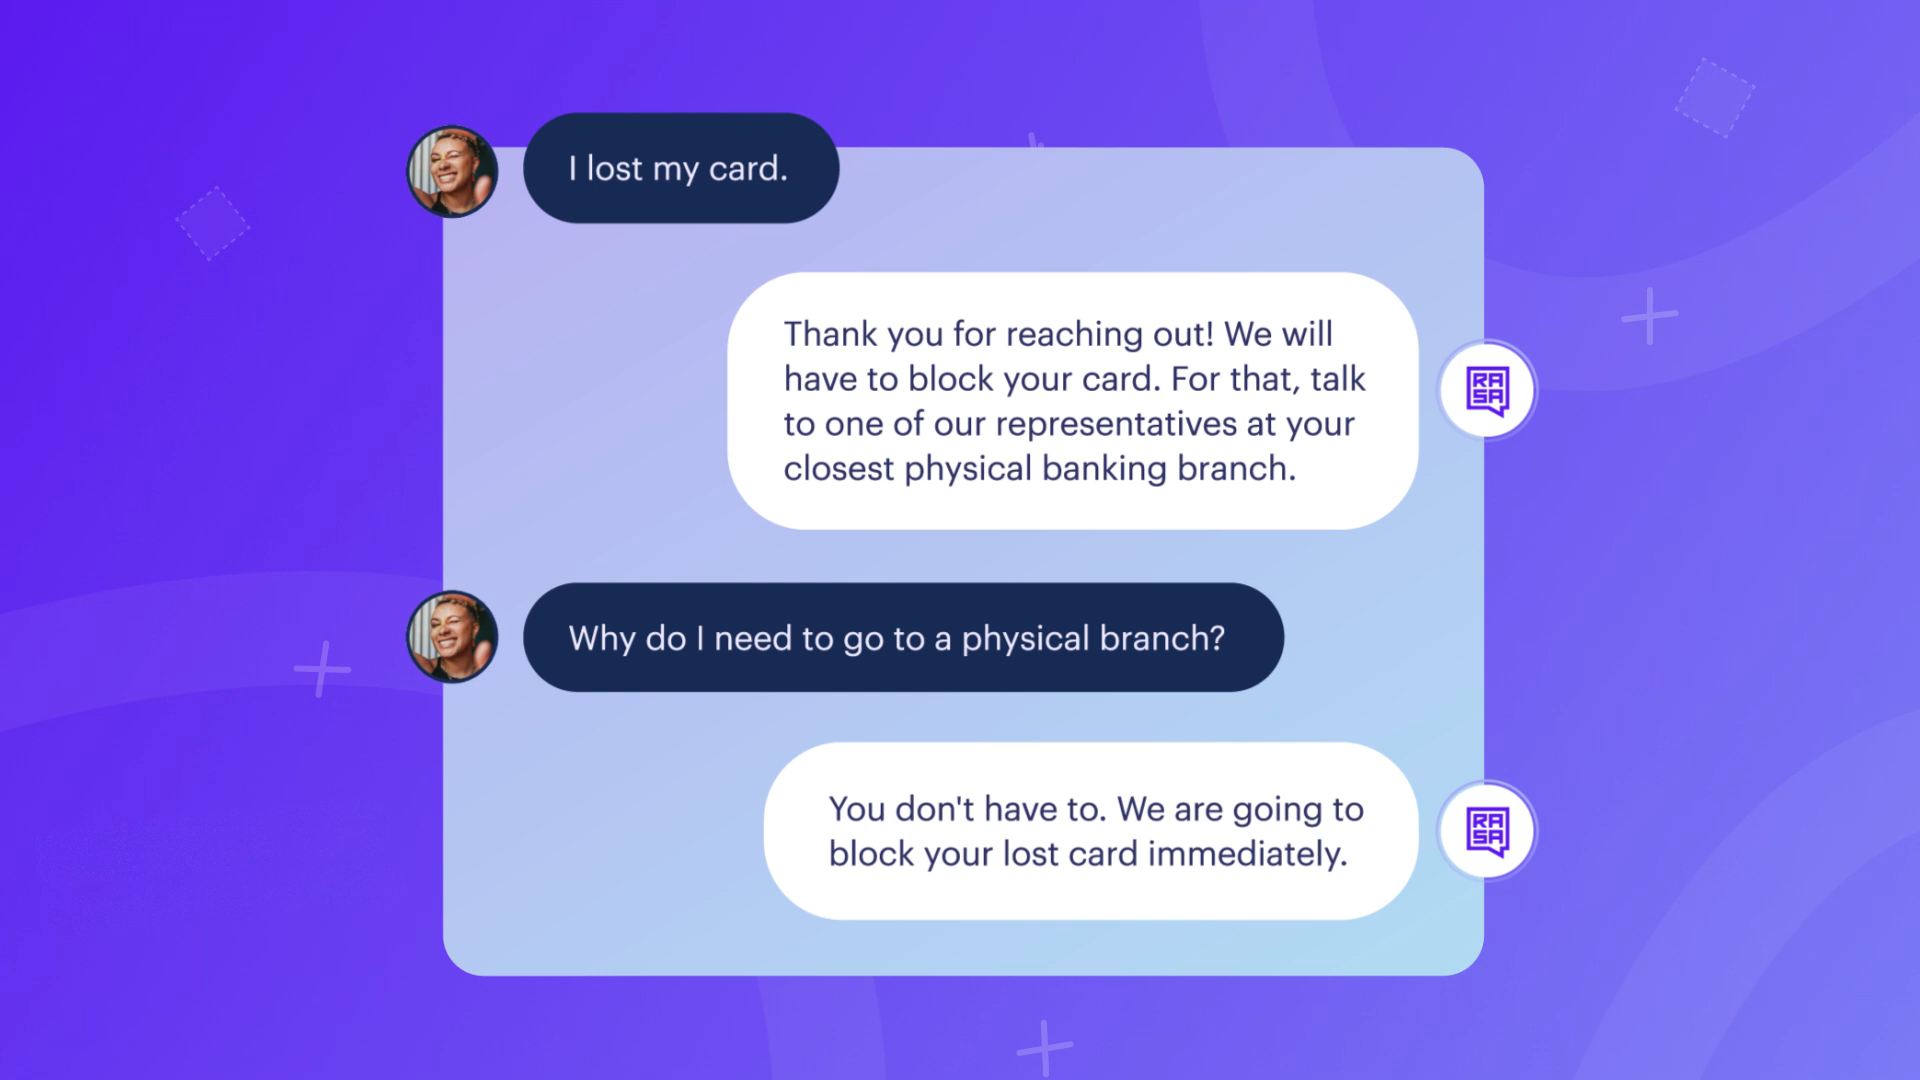 I lost my card.
Thank you for reaching out! We will
have to block your card. For that, talk
to one of our representatives at your
closest physical banking branch.
RA
SA
Why do I need to go to a physical branch?
You don't have to. We are going to
block your lost card immediately.
RA
SA